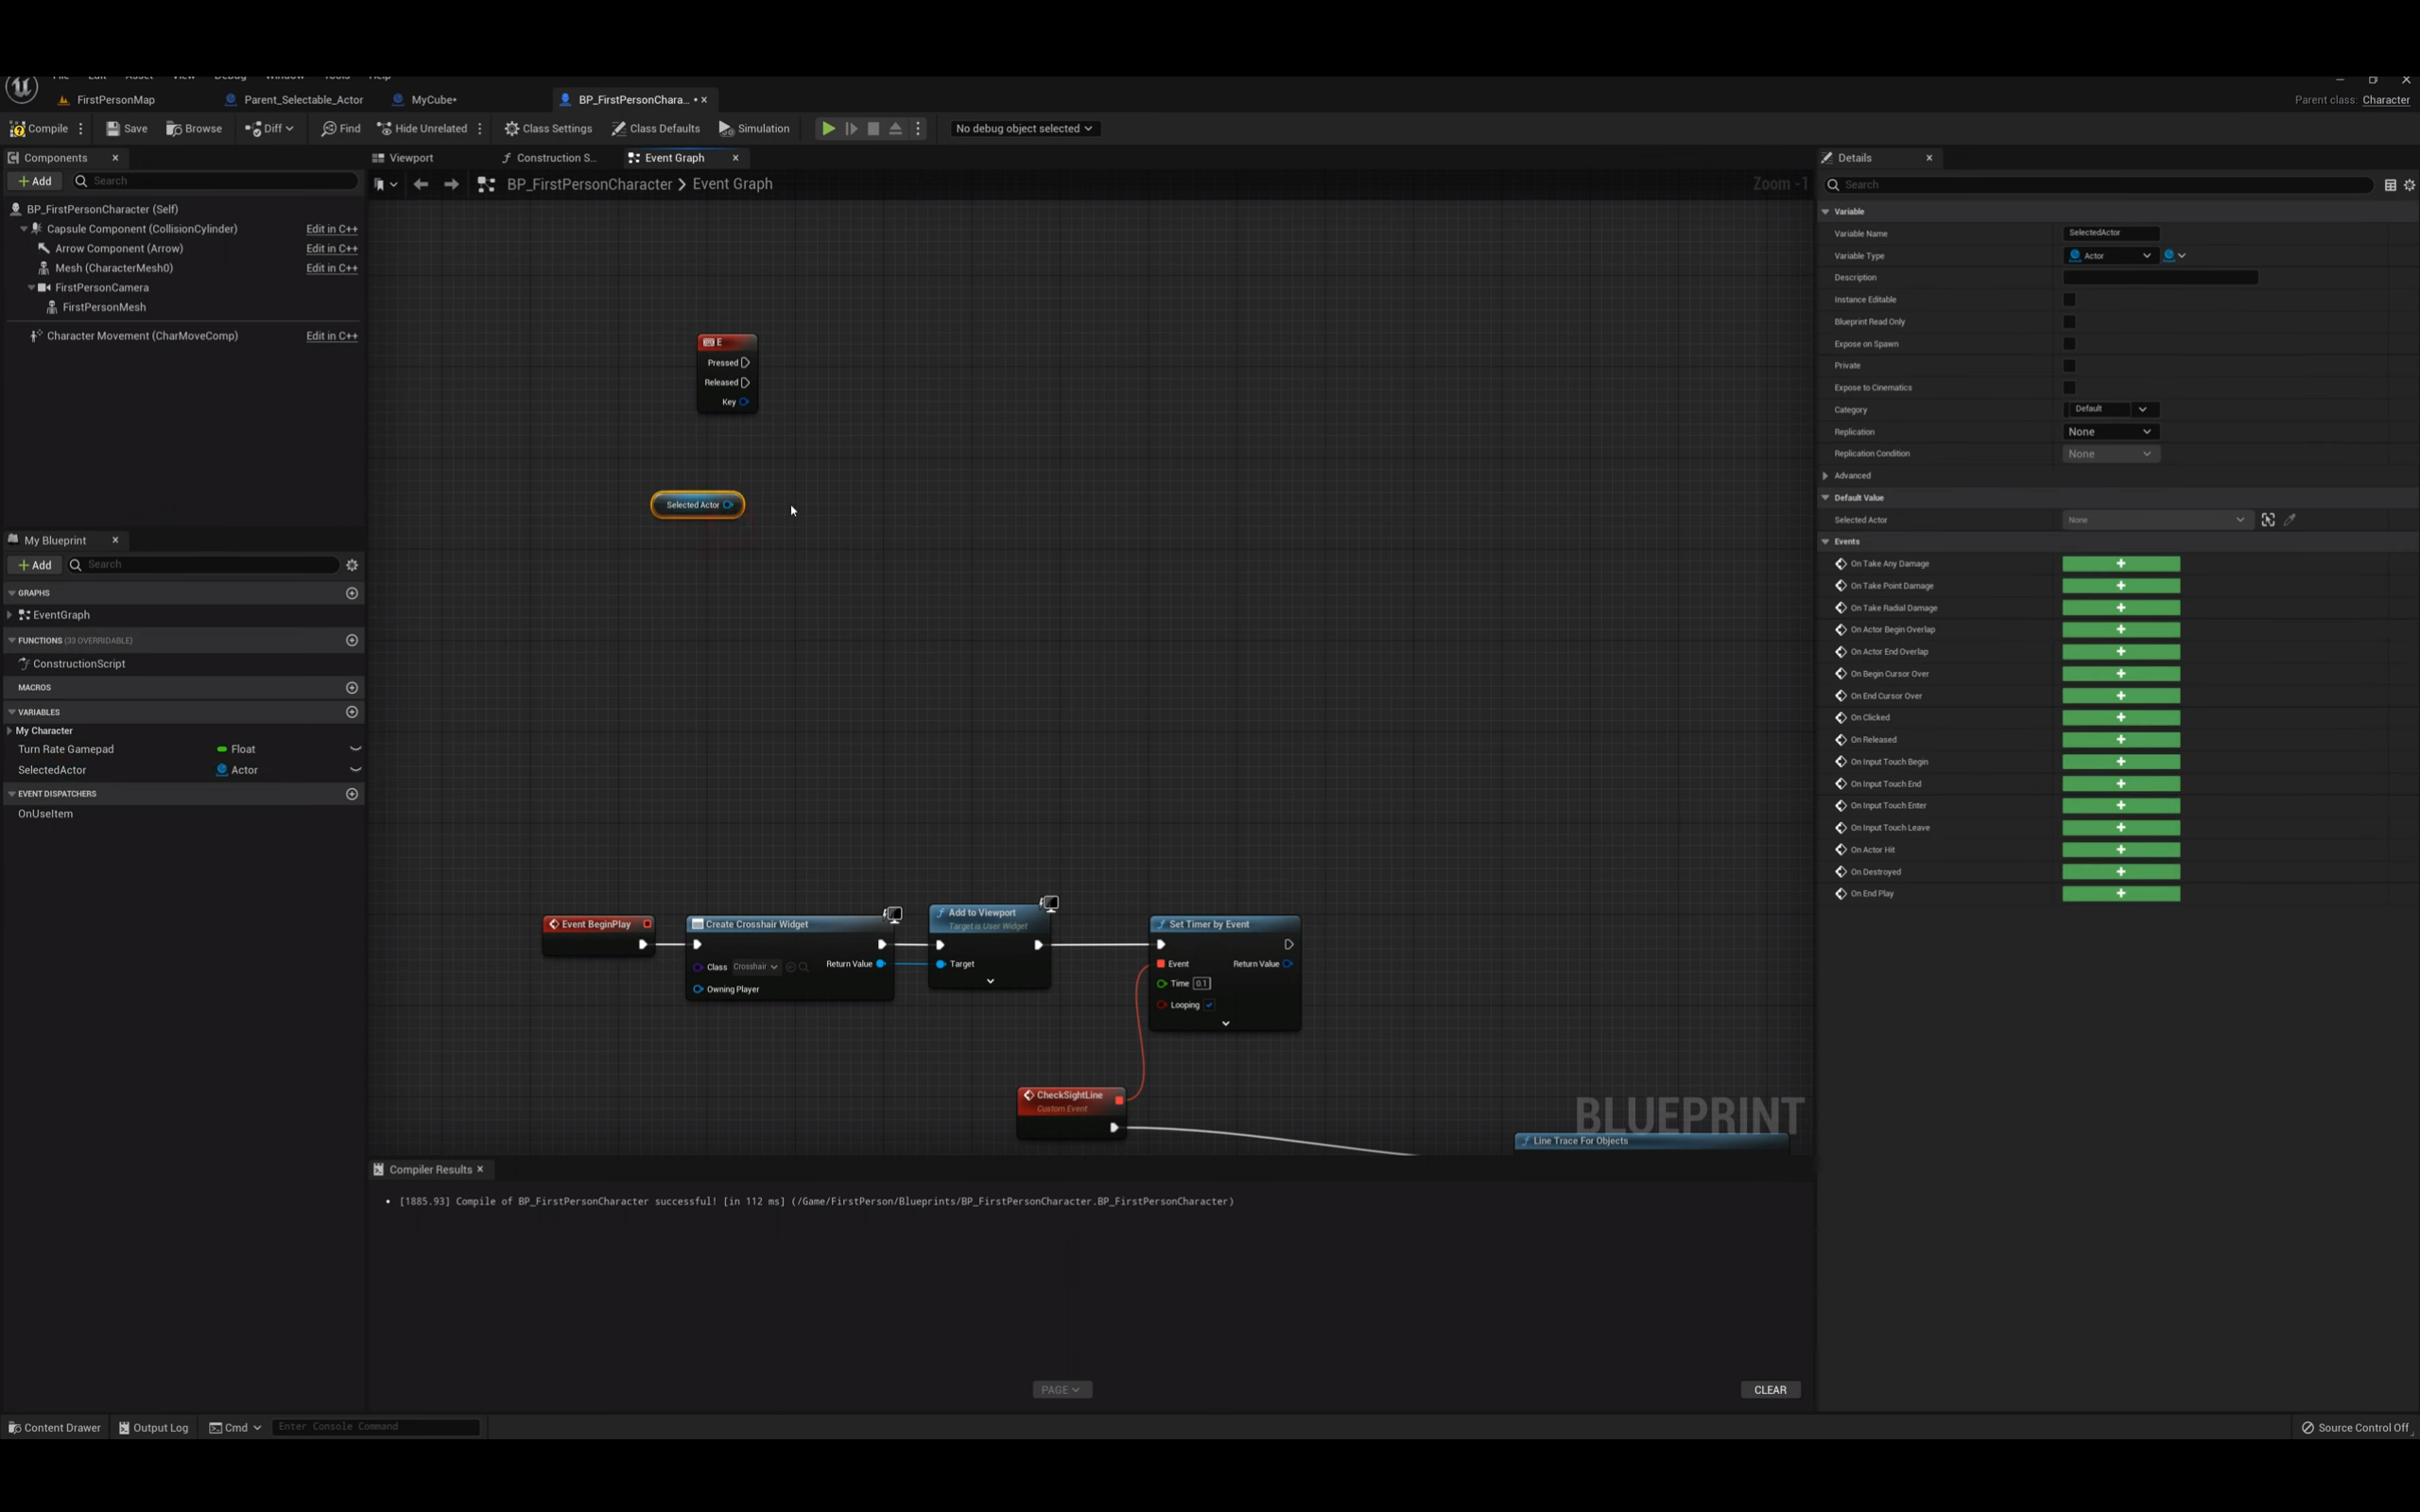 File Edit Asset View Debug Window Tools Help
FirstPersonMap
Parent_Selectable_Actor
MyCube•
BP_FirstPersonChara... •
Parent class: Character
Compile
Save
Browse
Diff
Find
Hide Unrelated
Class Settings
Class Defaults
Simulation
No debug object selected
Components
Add
Search
BP_FirstPersonCharacter (Self)
Capsule Component (CollisionCylinder) Edit in C++
Arrow Component (Arrow) Edit in C++
Mesh (CharacterMesh0) Edit in C++
FirstPersonCamera
FirstPersonMesh
Character Movement (CharMoveComp) Edit in C++
My Blueprint
Add
Search
GRAPHS
EventGraph
FUNCTIONS (33 OVERRIDABLE)
ConstructionScript
MACROS
VARIABLES
My Character
Turn Rate Gamepad Float
SelectedActor Actor
EVENT DISPATCHERS
OnUseItem
Viewport
Construction S...
Event Graph
BP_FirstPersonCharacter > Event Graph
Zoom -1
E
Pressed
Released
Key
Selected Actor
Event BeginPlay
Create Crosshair Widget
Class Crosshair
Return Value
Owning Player
Add to Viewport
Target is User Widget
Target
Set Timer by Event
Event
Return Value
Time 0.1
Looping
CheckSightLine
Custom Event
BLUEPRINT
Line Trace For Objects
Compiler Results
• [1885.93] Compile of BP_FirstPersonCharacter successful! [in 112 ms] (/Game/FirstPerson/Blueprints/BP_FirstPersonCharacter.BP_FirstPersonCharacter)
PAGE
CLEAR
Details
Search
Variable
Variable Name SelectedActor
Variable Type Actor
Description
Instance Editable
Blueprint Read Only
Expose on Spawn
Private
Expose to Cinematics
Category Default
Replication None
Replication Condition None
Advanced
Default Value
Selected Actor None
Events
On Take Any Damage
On Take Point Damage
On Take Radial Damage
On Actor Begin Overlap
On Actor End Overlap
On Begin Cursor Over
On End Cursor Over
On Clicked
On Released
On Input Touch Begin
On Input Touch End
On Input Touch Enter
On Input Touch Leave
On Actor Hit
On Destroyed
On End Play
Content Drawer
Output Log
Cmd
Enter Console Command
Source Control Off